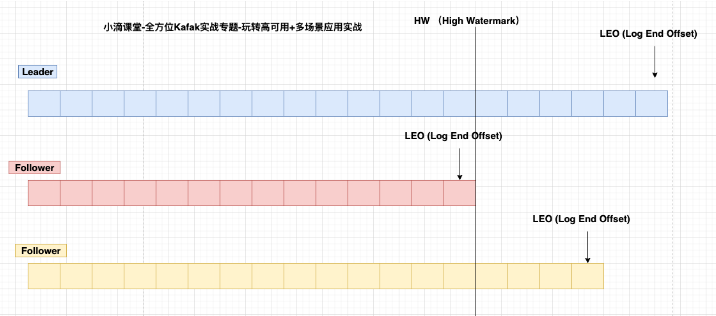 小滴课堂-全方位Kafak实战专题-玩转高可用+多场景应用实战
HW （High Watermark）
LEO (Log End Offset)
Leader
LEO (Log End Offset)
Follower
LEO (Log End Offset)
Follower